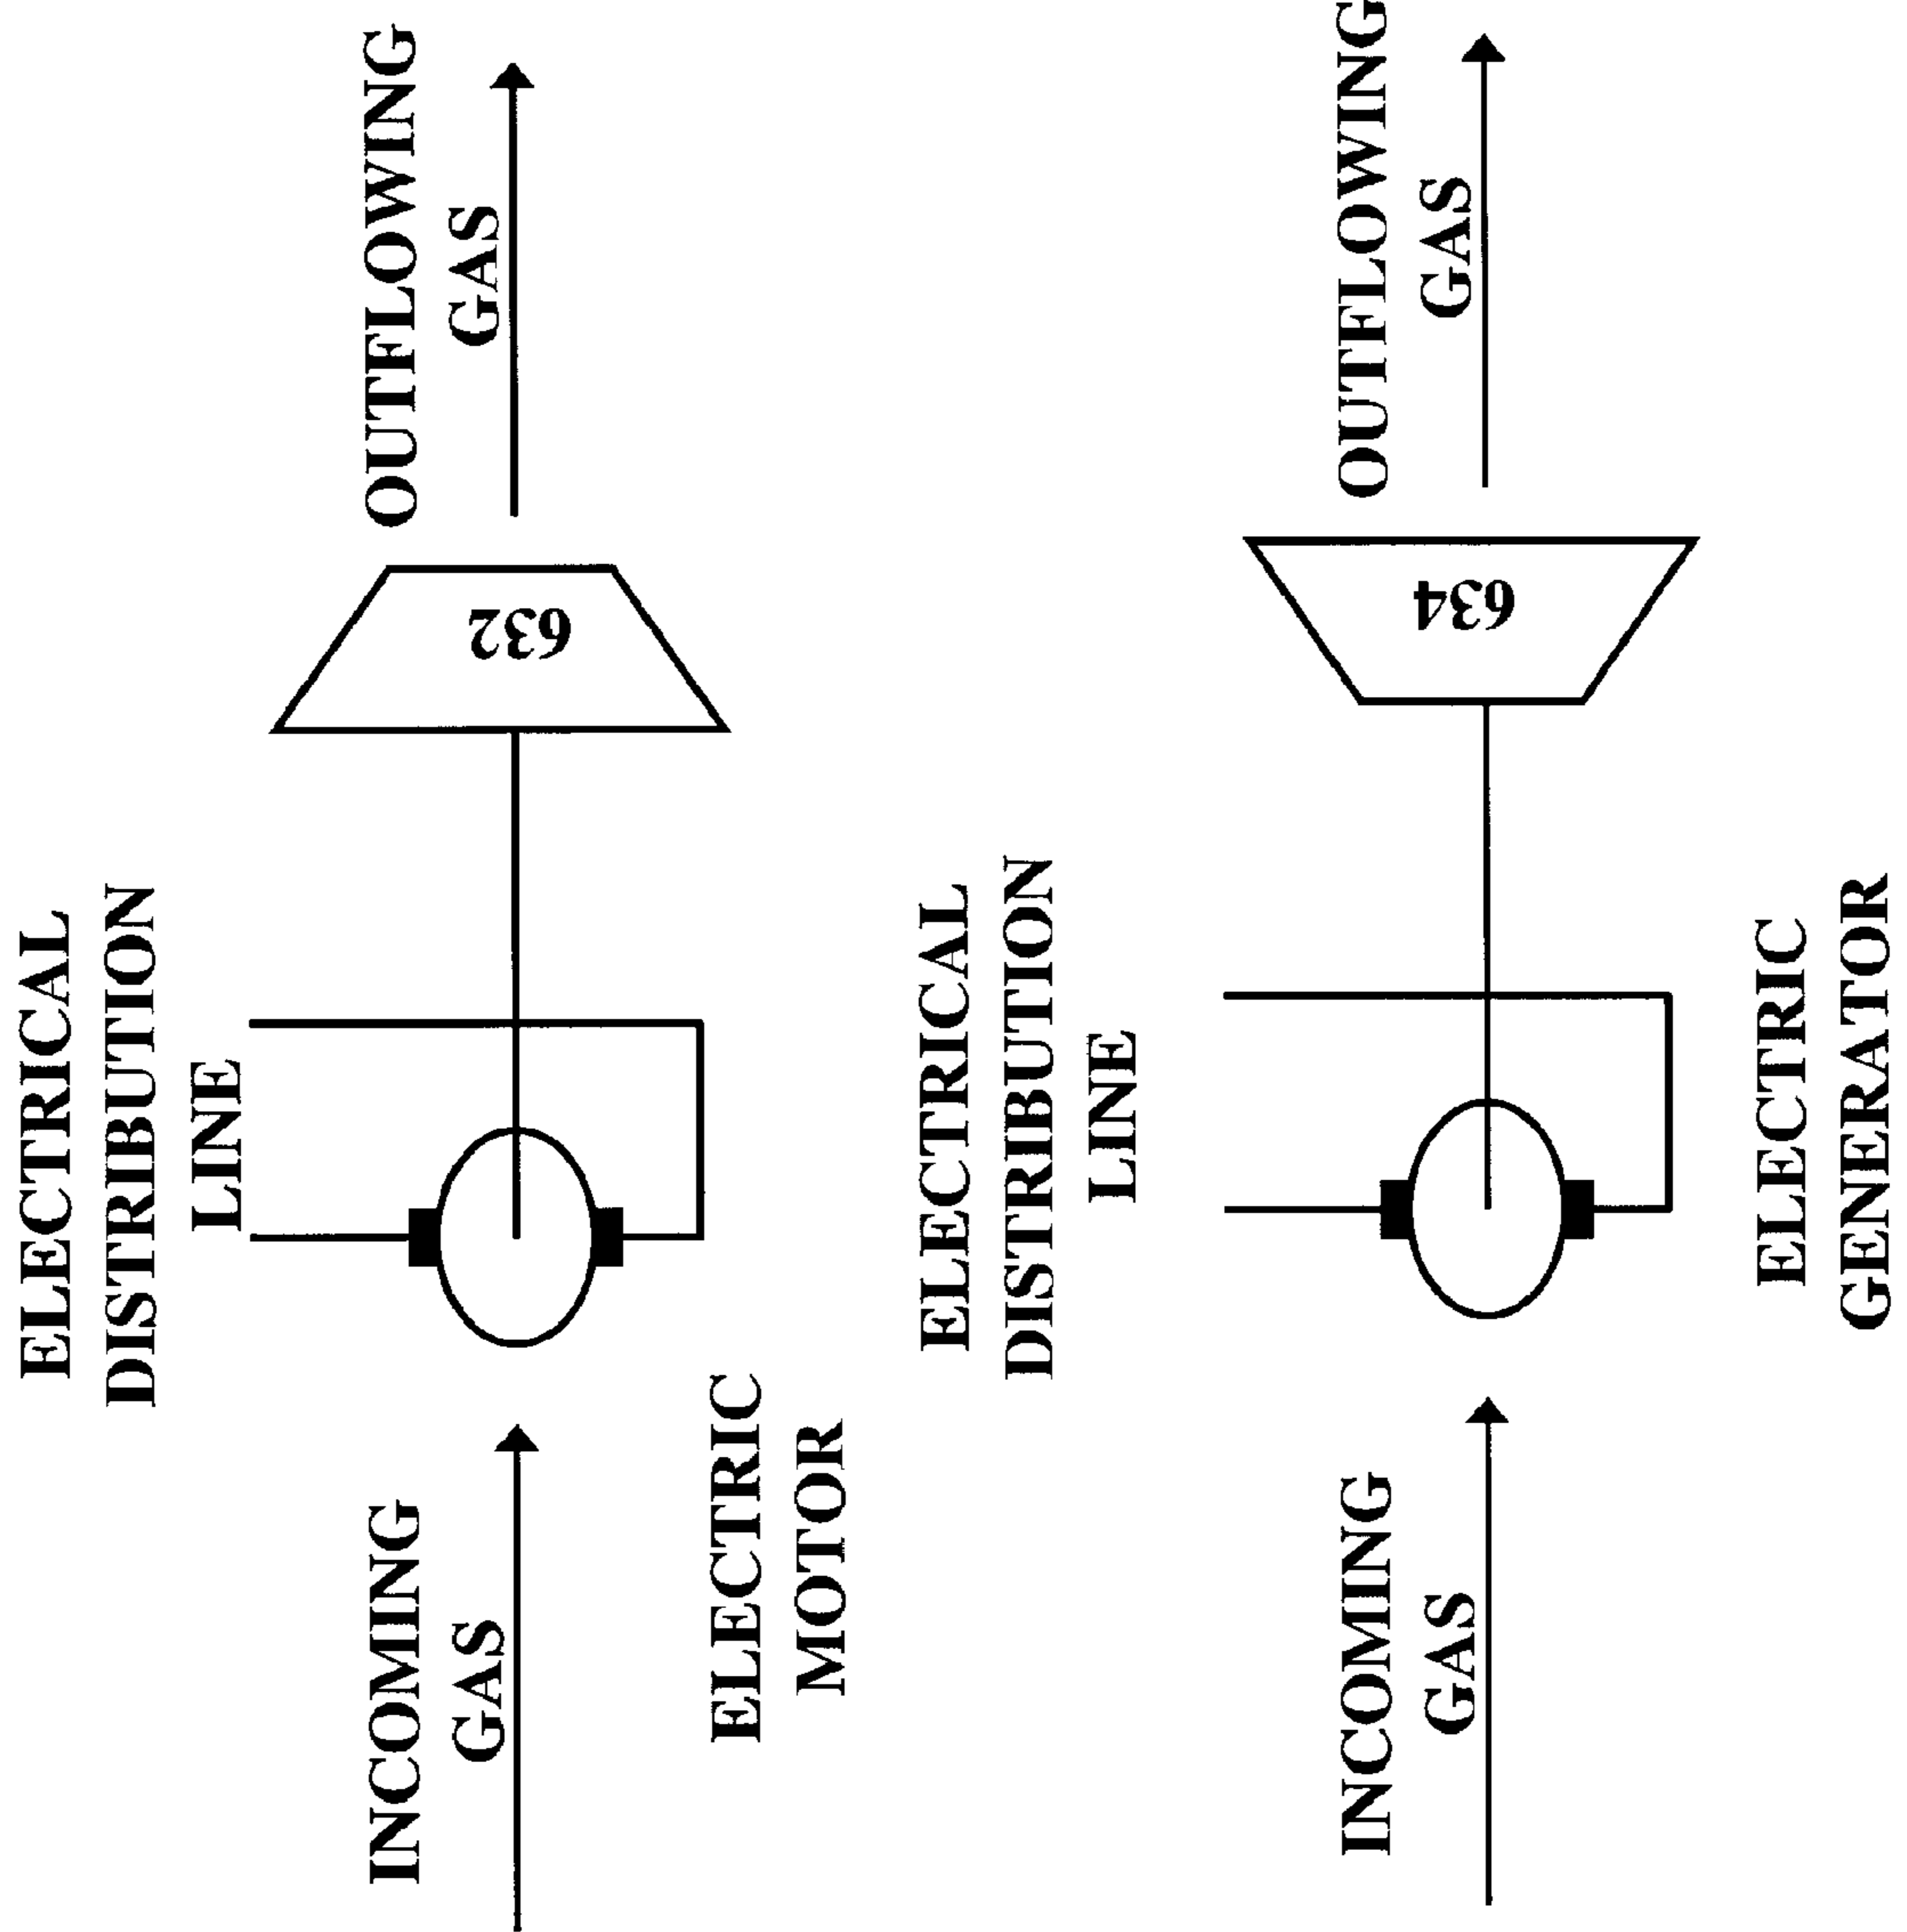 ELECTRICAL
DISTRIBUTION
LINE
INCOMING
GAS
OUTFLOWING
GAS
632
ELECTRIC
MOTOR
ELECTRICAL
DISTRIBUTION
LINE
INCOMING
GAS
OUTFLOWING
GAS
634
ELECTRIC
GENERATOR